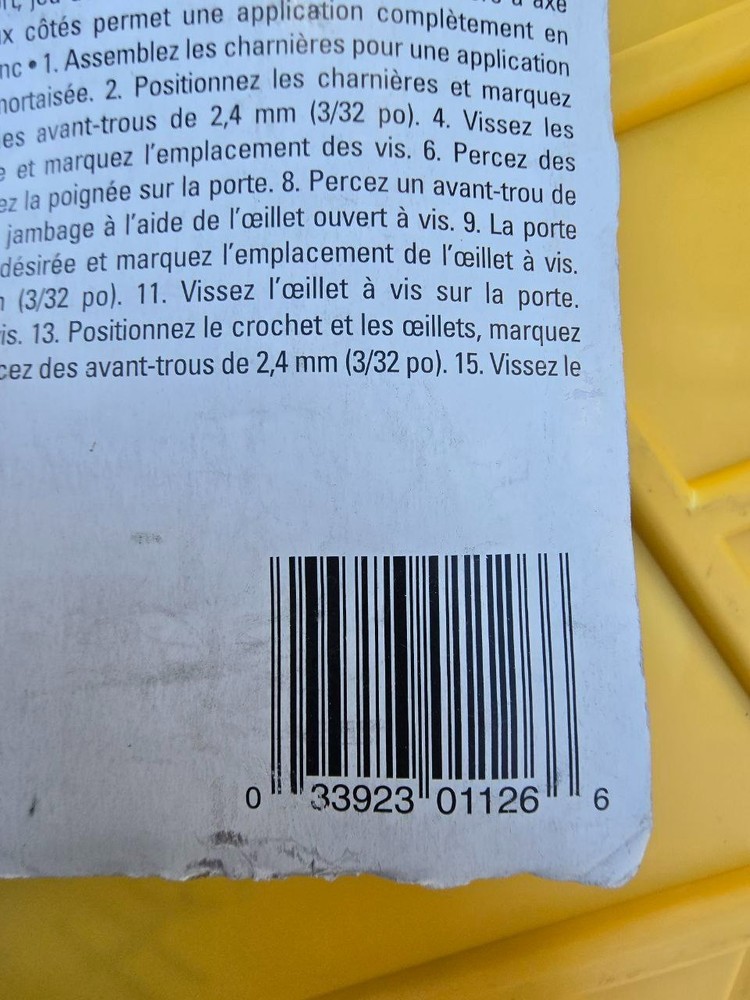 x côtés permet une application complètement en
nc • 1. Assemblez les charnières pour une application
mortaisée. 2. Positionnez les charnières et marquez
es avant-trous de 2,4 mm (3/32 po). 4. Vissez les
e et marquez l'emplacement des vis. 6. Percez des
ez la poignée sur la porte. 8. Percez un avant-trou de
jambage à l'aide de l'œillet ouvert à vis. 9. La porte
désirée et marquez l'emplacement de l'œillet à vis.
(3/32 po). 11. Vissez l'œillet à vis sur la porte.
is. 13. Positionnez le crochet et les œillets, marquez
cez des avant-trous de 2,4 mm (3/32 po). 15. Vissez le
0 33923 01126 6